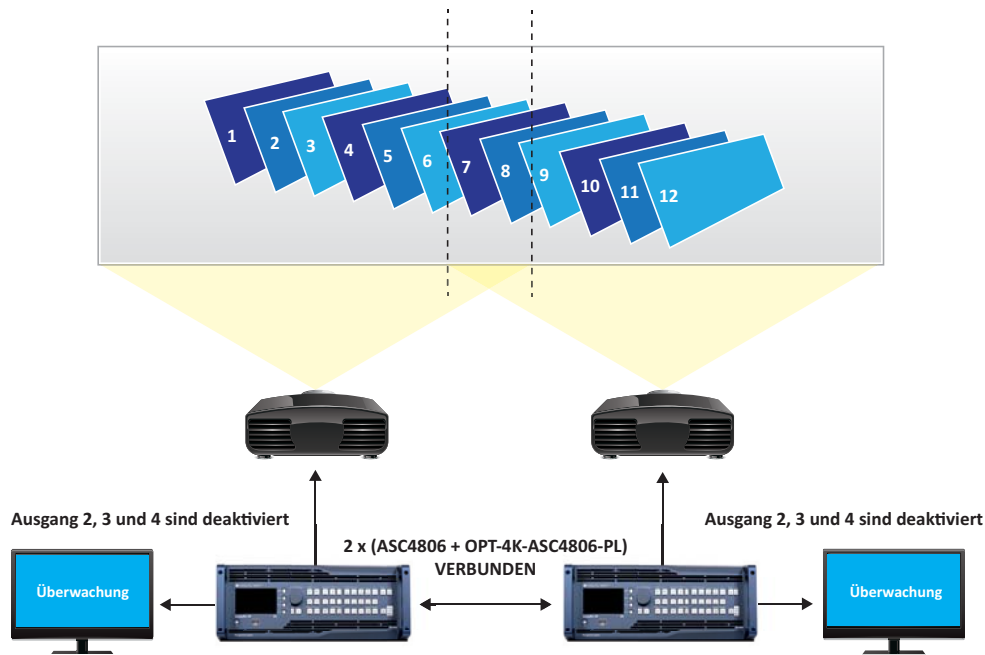 1
2
3
4
5
6
7
8
9
10
11
12
Ausgang 2, 3 und 4 sind deaktiviert
Ausgang 2, 3 und 4 sind deaktiviert
2 x (ASC4806 + OPT-4K-ASC4806-PL)
VERBUNDEN
Überwachung
Überwachung